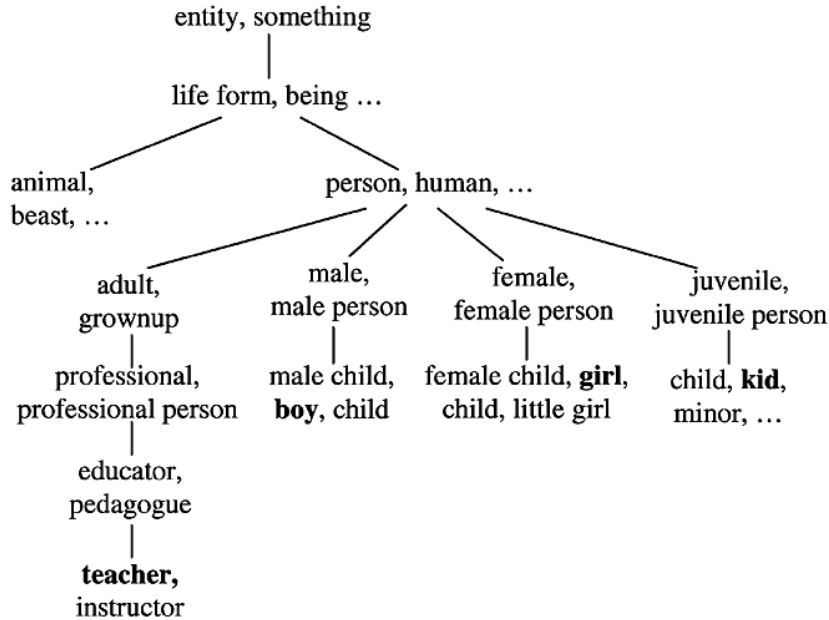 entity, something
life form, being …
animal,
beast, …
person, human, …
adult,
grownup
male,
male person
female,
female person
juvenile,
juvenile person
professional,
professional person
male child,
boy, child
female child, girl,
child, little girl
child, kid,
minor, …
educator,
pedagogue
teacher,
instructor